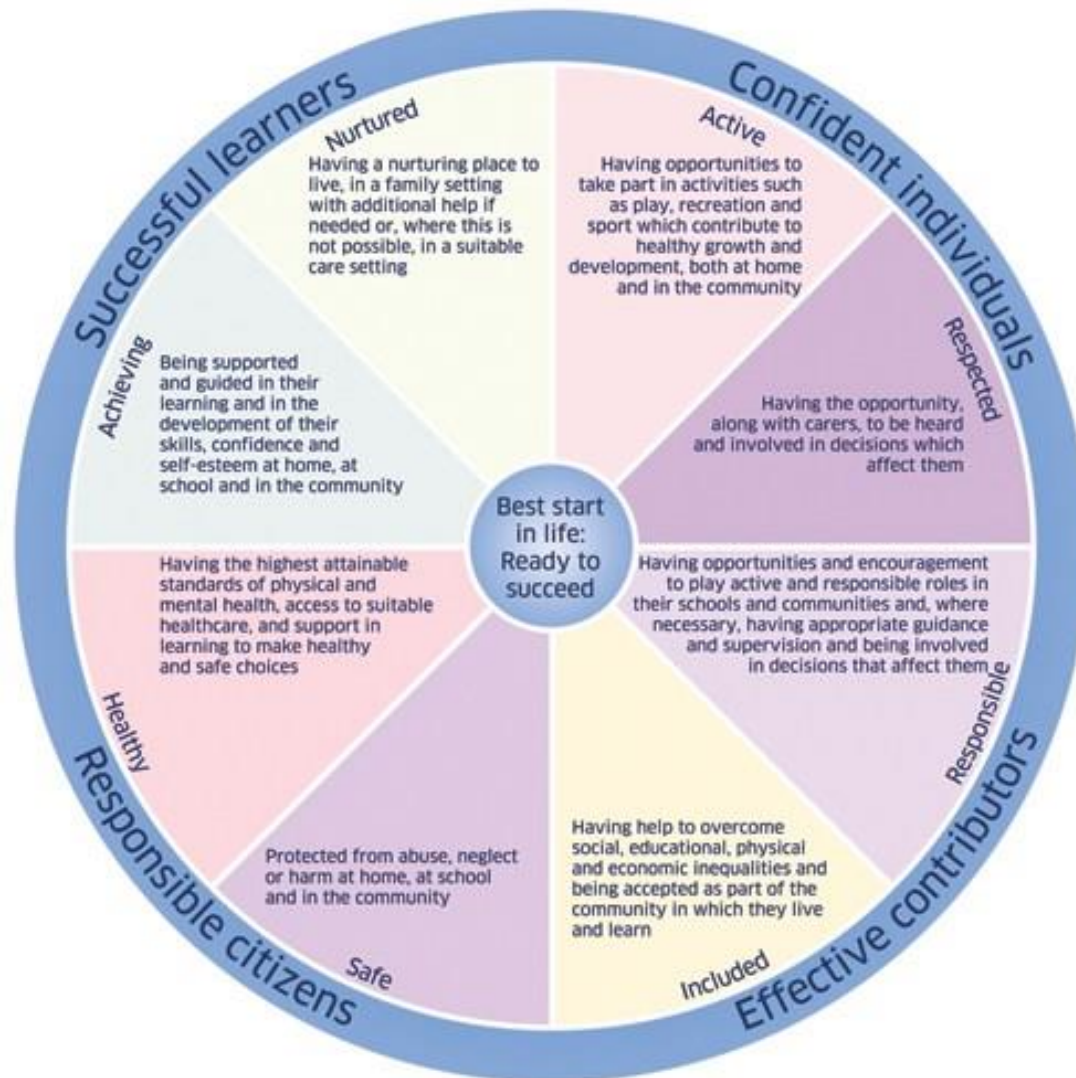 Successful learners
Confident individuals
Nurtured
Having a nurturing place to
live, in a family setting
with additional help if
needed or, where this is
not possible, in a suitable
care setting
Active
Having opportunities to
take part in activities such
as play, recreation and
sport which contribute to
healthy growth and
development, both at home
and in the community
Achieving
Being supported
and guided in their
learning and in the
development of their
skills, confidence and
self-esteem at home, at
school and in the community
Respected
Having the opportunity,
along with carers, to be heard
and involved in decisions which
affect them
Best start
in life:
Ready to
succeed
Having the highest attainable
standards of physical and
mental health, access to suitable
healthcare, and support in
learning to make healthy
and safe choices
Healthy
Having opportunities and encouragement
to play active and responsible roles in
their schools and communities and, where
necessary, having appropriate guidance
and supervision and being involved
in decisions that affect them
Responsible
Protected from abuse, neglect
or harm at home, at school
and in the community
Safe
Having help to overcome
social, educational, physical
and economic inequalities and
being accepted as part of the
community in which they live
and learn
Included
Responsible citizens
Effective contributors